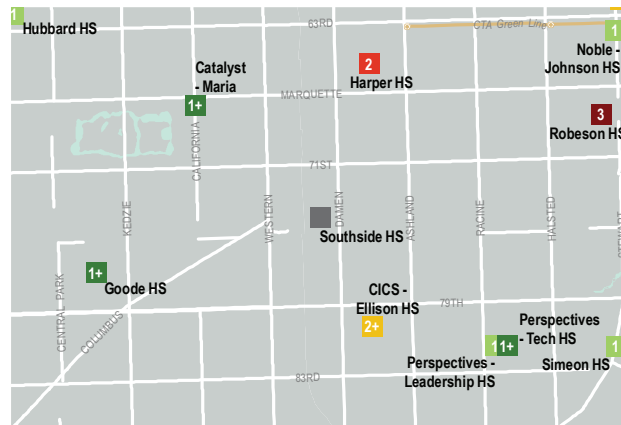 1
Hubbard HS
63RD
CTA Green Line
1
Noble -
Johnson HS
2
Harper HS
Catalyst
- Maria
1+
MARQUETTE
3
Robeson HS
CALIFORNIA
71ST
KEDZIE
WESTERN
DAMEN
ASHLAND
RACINE
HALSTED
Southside HS
1+
Goode HS
CENTRAL PARK
COLUMBUS
CICS -
Ellison HS
2+
79TH
Perspectives
- Tech HS
1
1+
Perspectives -
Leadership HS
1
Simeon HS
83RD